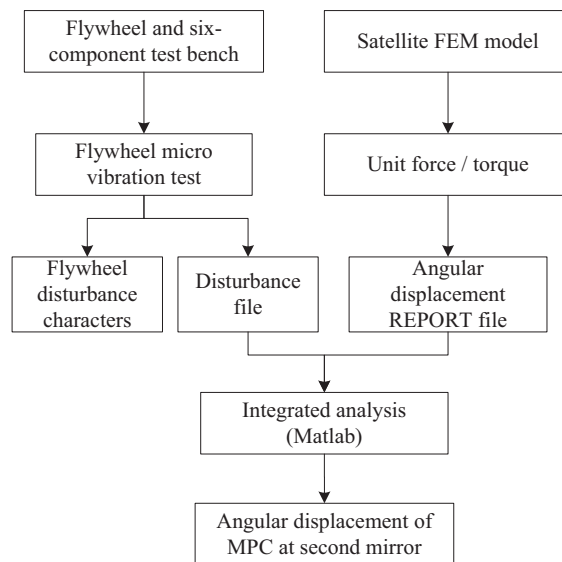 Flywheel and six-
component test bench
Satellite FEM model
Flywheel micro
vibration test
Unit force / torque
Flywheel
disturbance
characters
Disturbance
file
Angular
displacement
REPORT file
Integrated analysis
(Matlab)
Angular displacement of
MPC at second mirror